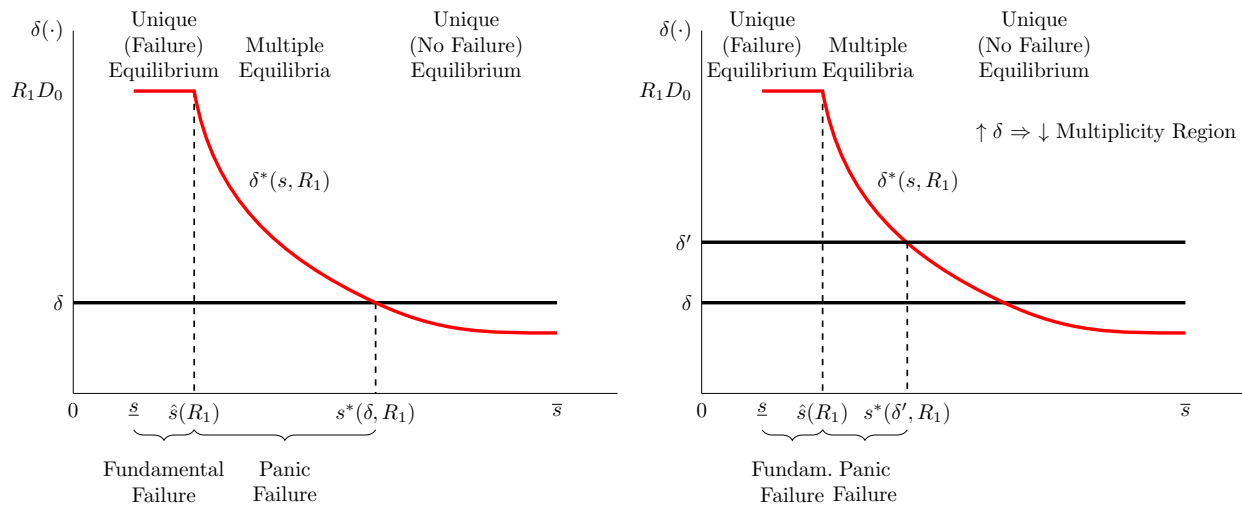 δ(·)
Unique
(Failure)
Equilibrium
Multiple
Equilibria
Unique
(No Failure)
Equilibrium
R₁D₀
δ*(s, R₁)
δ
0
s̲
ŝ(R₁)
s*(δ, R₁)
s̅
Fundamental
Failure
Panic
Failure
δ(·)
Unique
(Failure)
Equilibrium
Multiple
Equilibria
Unique
(No Failure)
Equilibrium
R₁D₀
↑ δ ⇒ ↓ Multiplicity Region
δ*(s, R₁)
δ′
δ
0
s̲
ŝ(R₁)
s*(δ′, R₁)
s̅
Fundam.
Failure
Panic
Failure